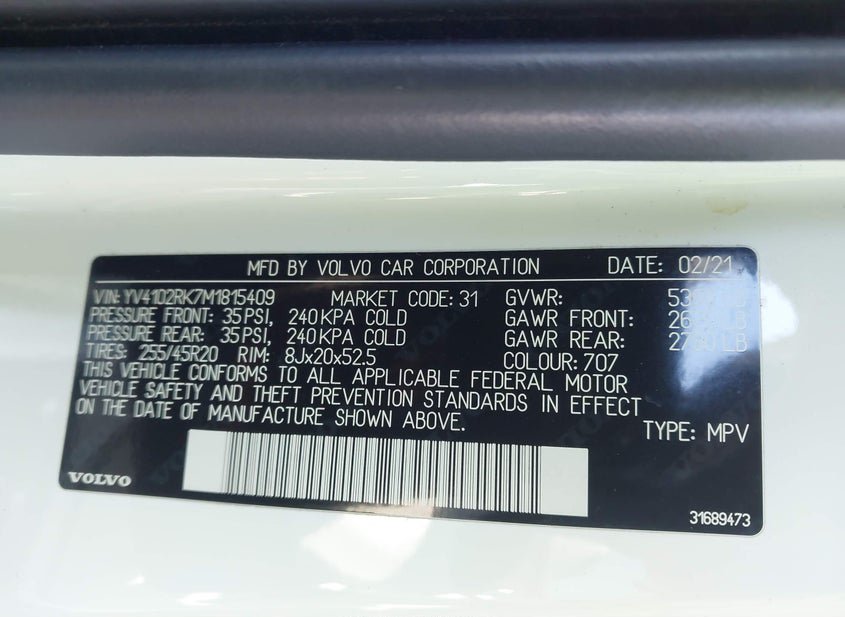 MFD BY VOLVO CAR CORPORATION DATE: 02/21
VIN: YV4102RK7M1815409 MARKET CODE: 31 GVWR:
PRESSURE FRONT: 35PSI, 240KPA COLD GAWR FRONT: LB
PRESSURE REAR: 35PSI, 240KPA COLD GAWR REAR: LB
TIRES: 255/45R20 RIM: 8Jx20x52.5 COLOUR: 707
THIS VEHICLE CONFORMS TO ALL APPLICABLE FEDERAL MOTOR
VEHICLE SAFETY AND THEFT PREVENTION STANDARDS IN EFFECT
ON THE DATE OF MANUFACTURE SHOWN ABOVE.
TYPE: MPV
VOLVO
31689473